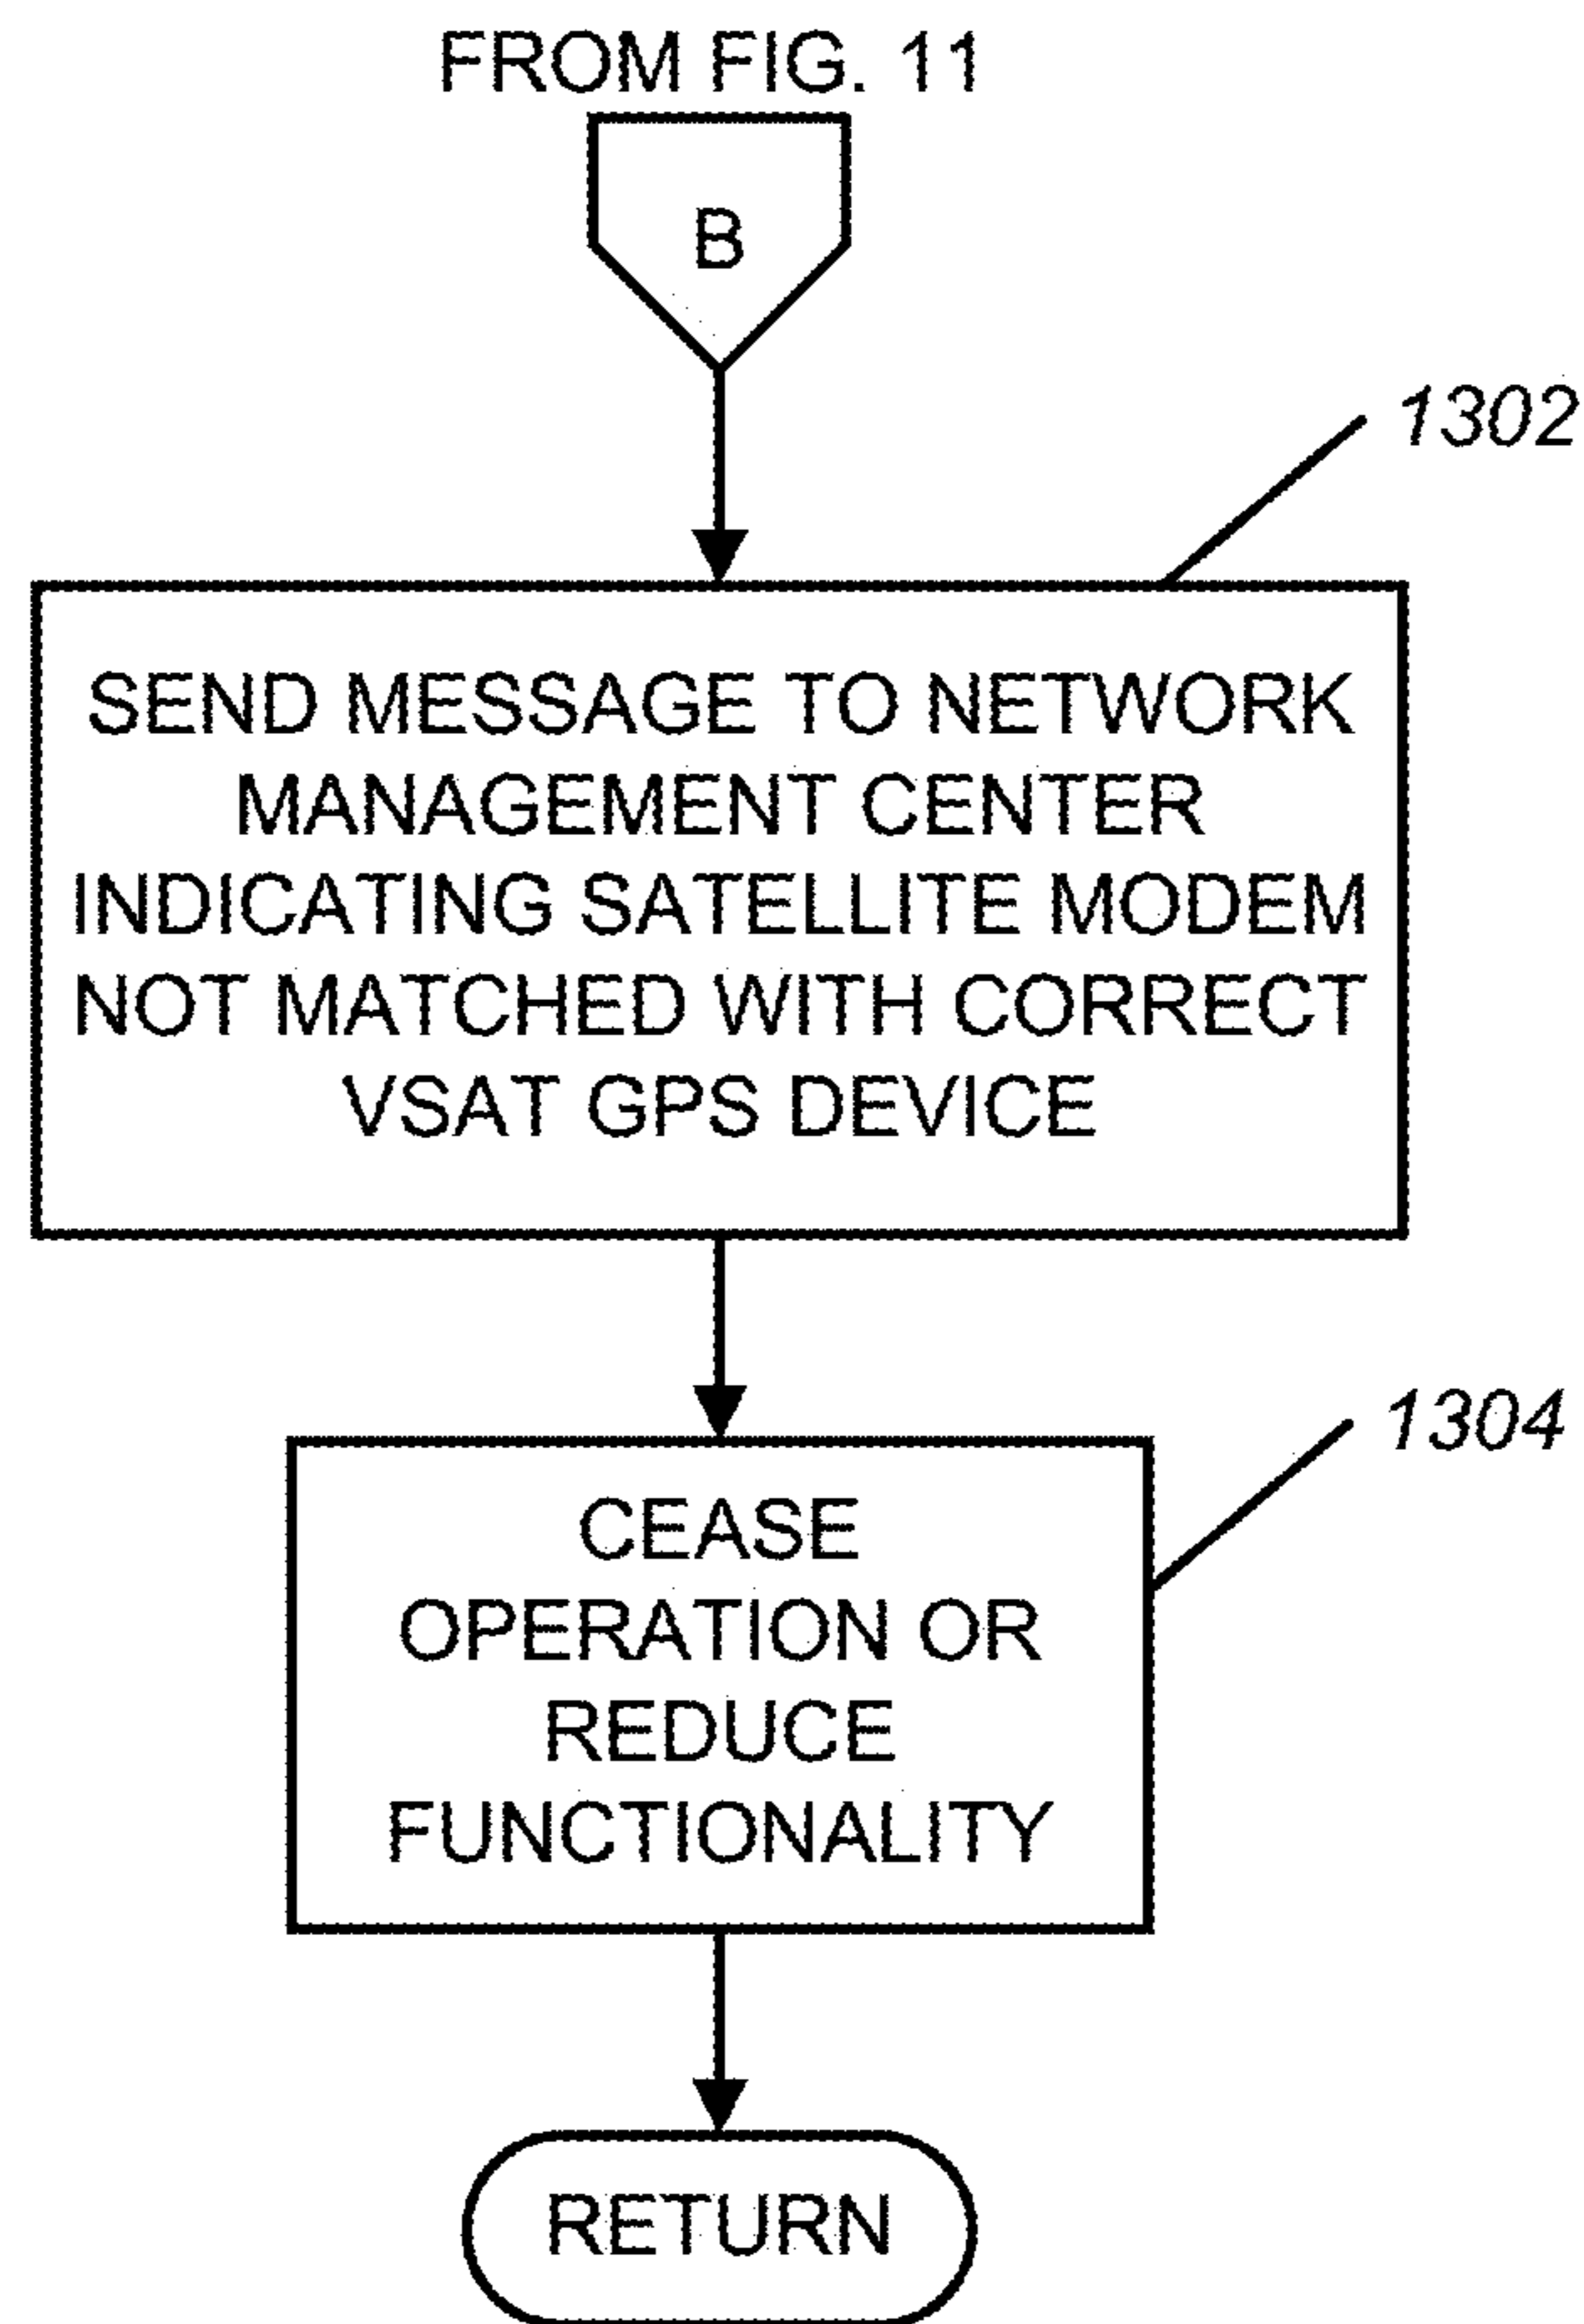 FROM FIG. 11
B
1302
SEND MESSAGE TO NETWORK
MANAGEMENT CENTER
INDICATING SATELLITE MODEM
NOT MATCHED WITH CORRECT
VSAT GPS DEVICE
1304
CEASE
OPERATION OR
REDUCE
FUNCTIONALITY
RETURN